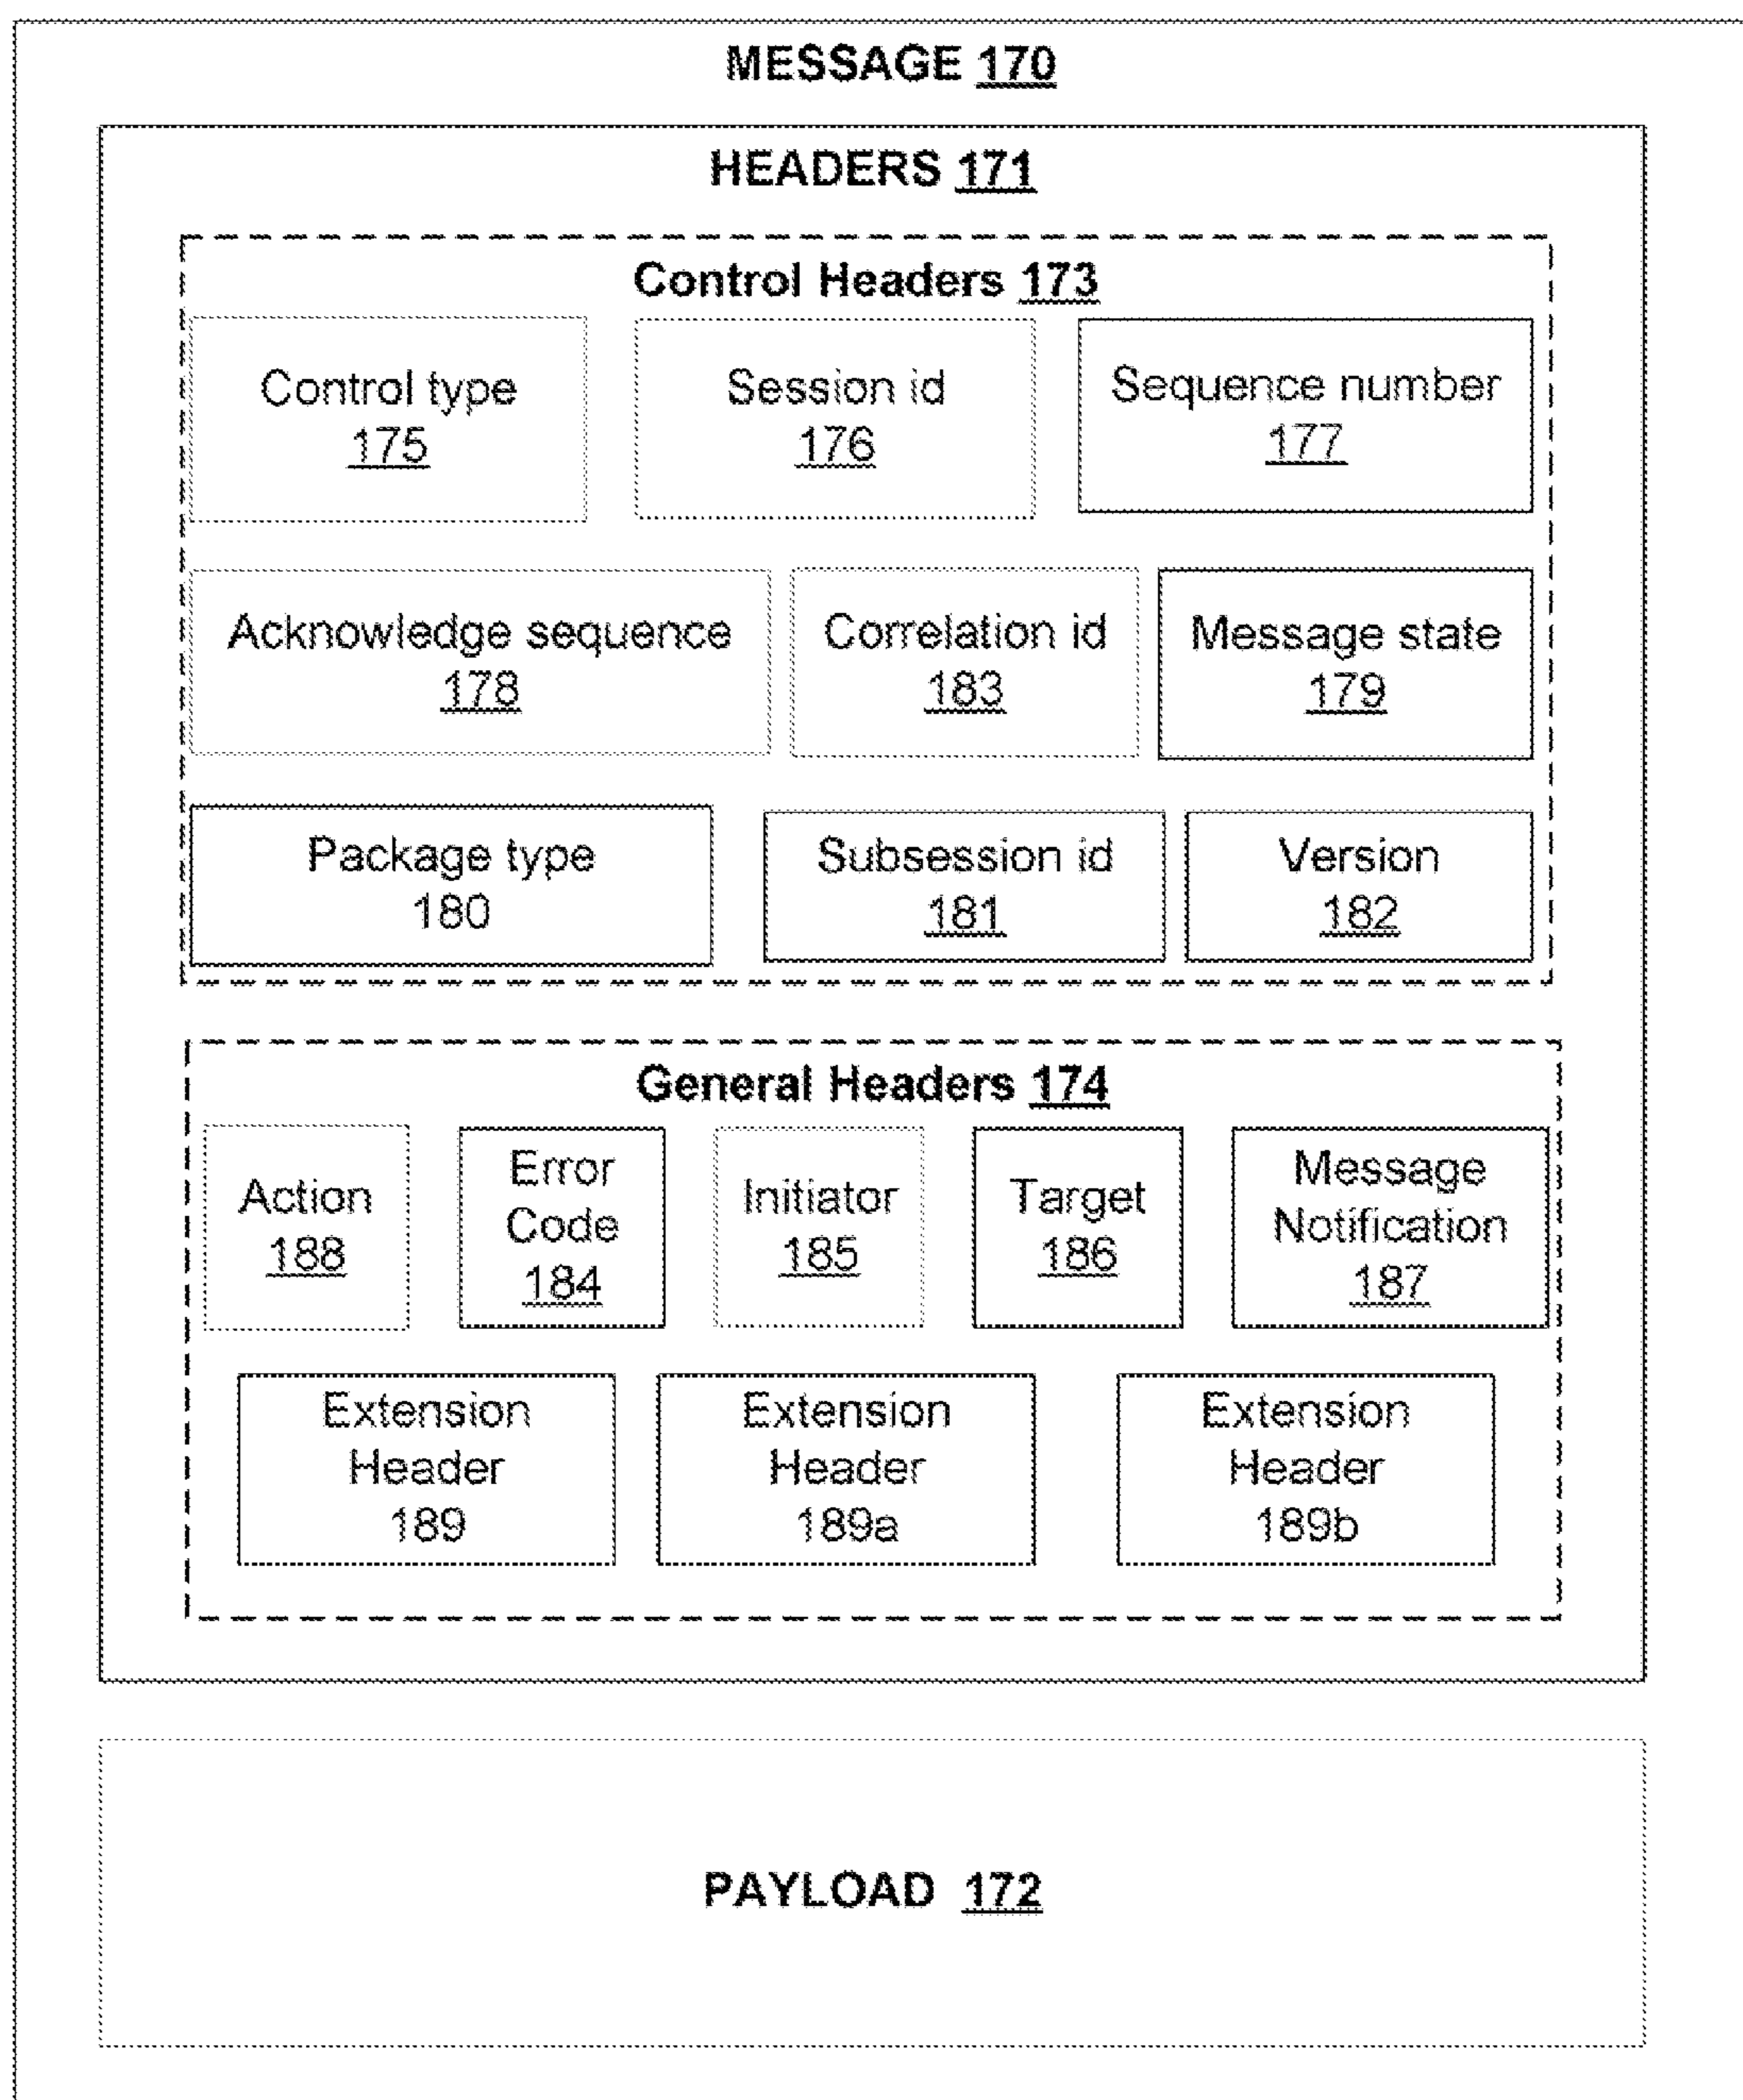 MESSAGE 170
HEADERS 171
Control Headers 173
Control type
175
Session id
176
Sequence number
177
Acknowledge sequence
178
Correlation id
183
Message state
179
Package type
180
Subsession id
181
Version
182
General Headers 174
Action
188
Error
Code
184
Initiator
185
Target
186
Message
Notification
187
Extension
Header
189
Extension
Header
189a
Extension
Header
189b
PAYLOAD 172